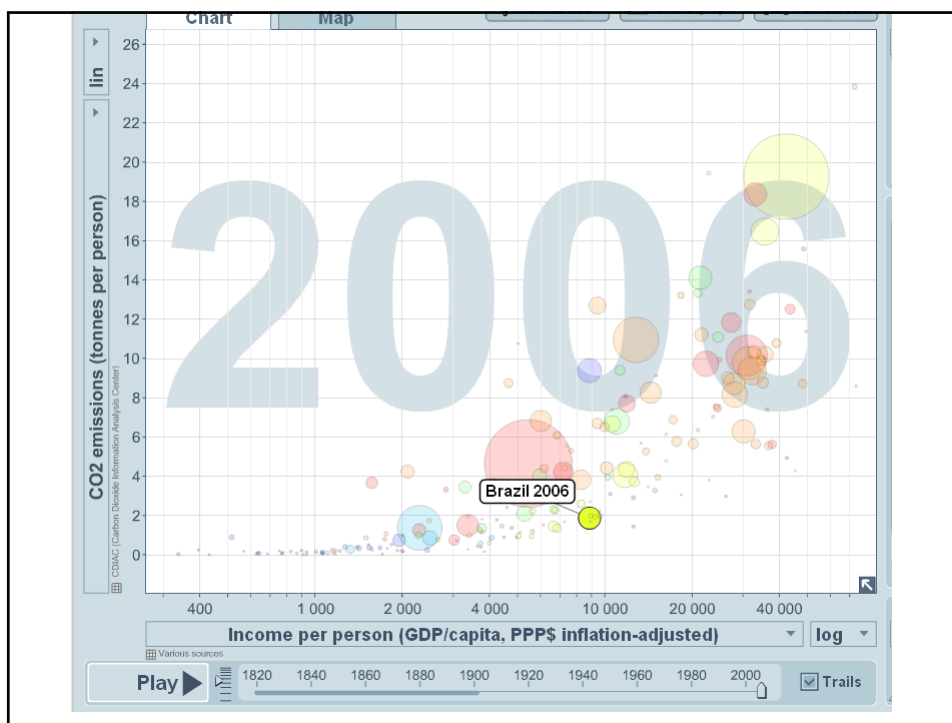 Chart Map
lin
CO2 emissions (tonnes per person)
CDIAC (Carbon Dioxide Information Analysis Center)
26
24
22
20
18
16
14
12
10
8
6
4
2
0
2006
Brazil 2006
400 1 000 2 000 4 000 10 000 20 000 40 000
Income per person (GDP/capita, PPP$ inflation-adjusted) log
Various sources
Play 1820 1840 1860 1880 1900 1920 1940 1960 1980 2000 Trails